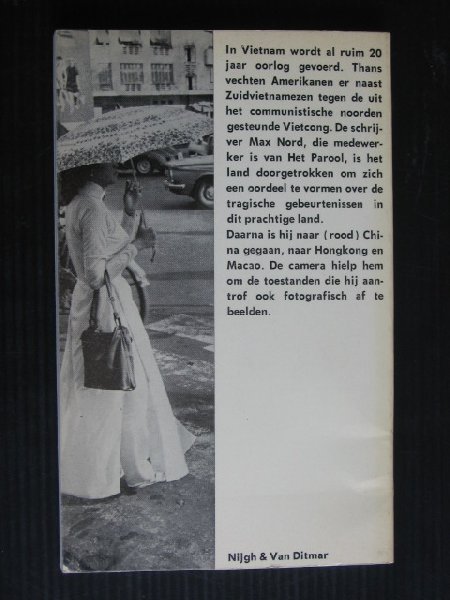 In Vietnam wordt al ruim 20
jaar oorlog gevoerd. Thans
vechten Amerikanen er naast
Zuidvietnamezen tegen de uit
het communistische noorden
gesteunde Vietcong. De schrij-
ver Max Nord, die medewer-
ker is van Het Parool, is het
land doorgetrokken om zich
een oordeel te vormen over de
tragische gebeurtenissen in
dit prachtige land.
Daarna is hij naar (rood) Chi-
na gegaan, naar Hongkong en
Macao. De camera hielp hem
om de toestanden die hij aan-
trof ook fotografisch af te
beelden.
Nijgh & Van Ditmar